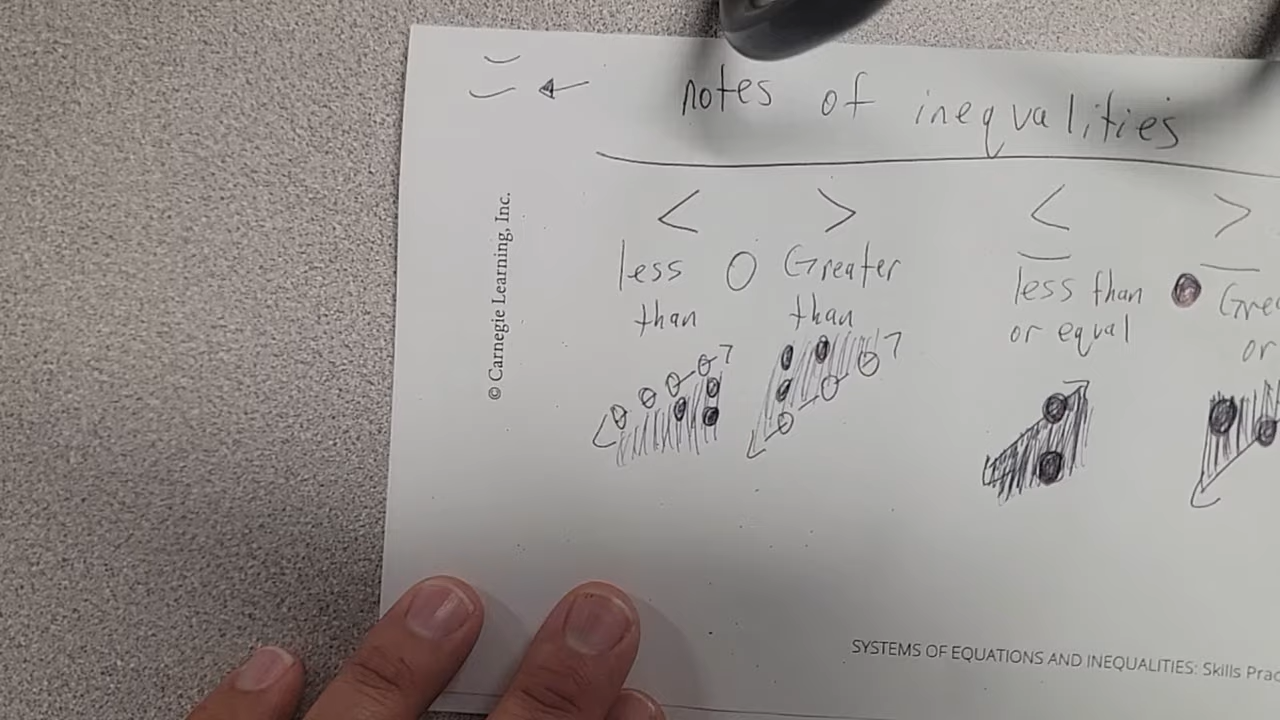 notes of inequalities
< > ≤ ≥
less Greater
than than
less than
or equal
or
© Carnegie Learning, Inc.
SYSTEMS OF EQUATIONS AND INEQUALITIES: Skills